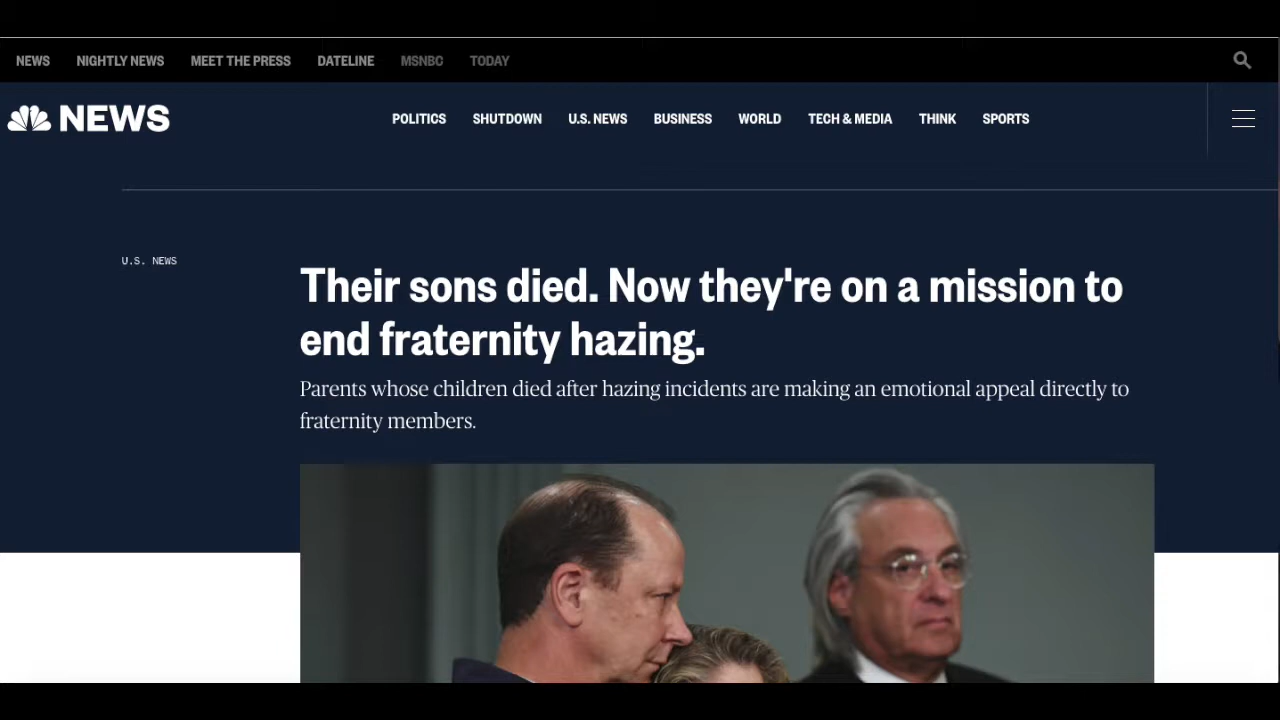 NEWS NIGHTLY NEWS MEET THE PRESS DATELINE MSNBC TODAY
NEWS POLITICS SHUTDOWN U.S. NEWS BUSINESS WORLD TECH & MEDIA THINK SPORTS
U.S. NEWS
Their sons died. Now they're on a mission to
end fraternity hazing.
Parents whose children died after hazing incidents are making an emotional appeal directly to
fraternity members.